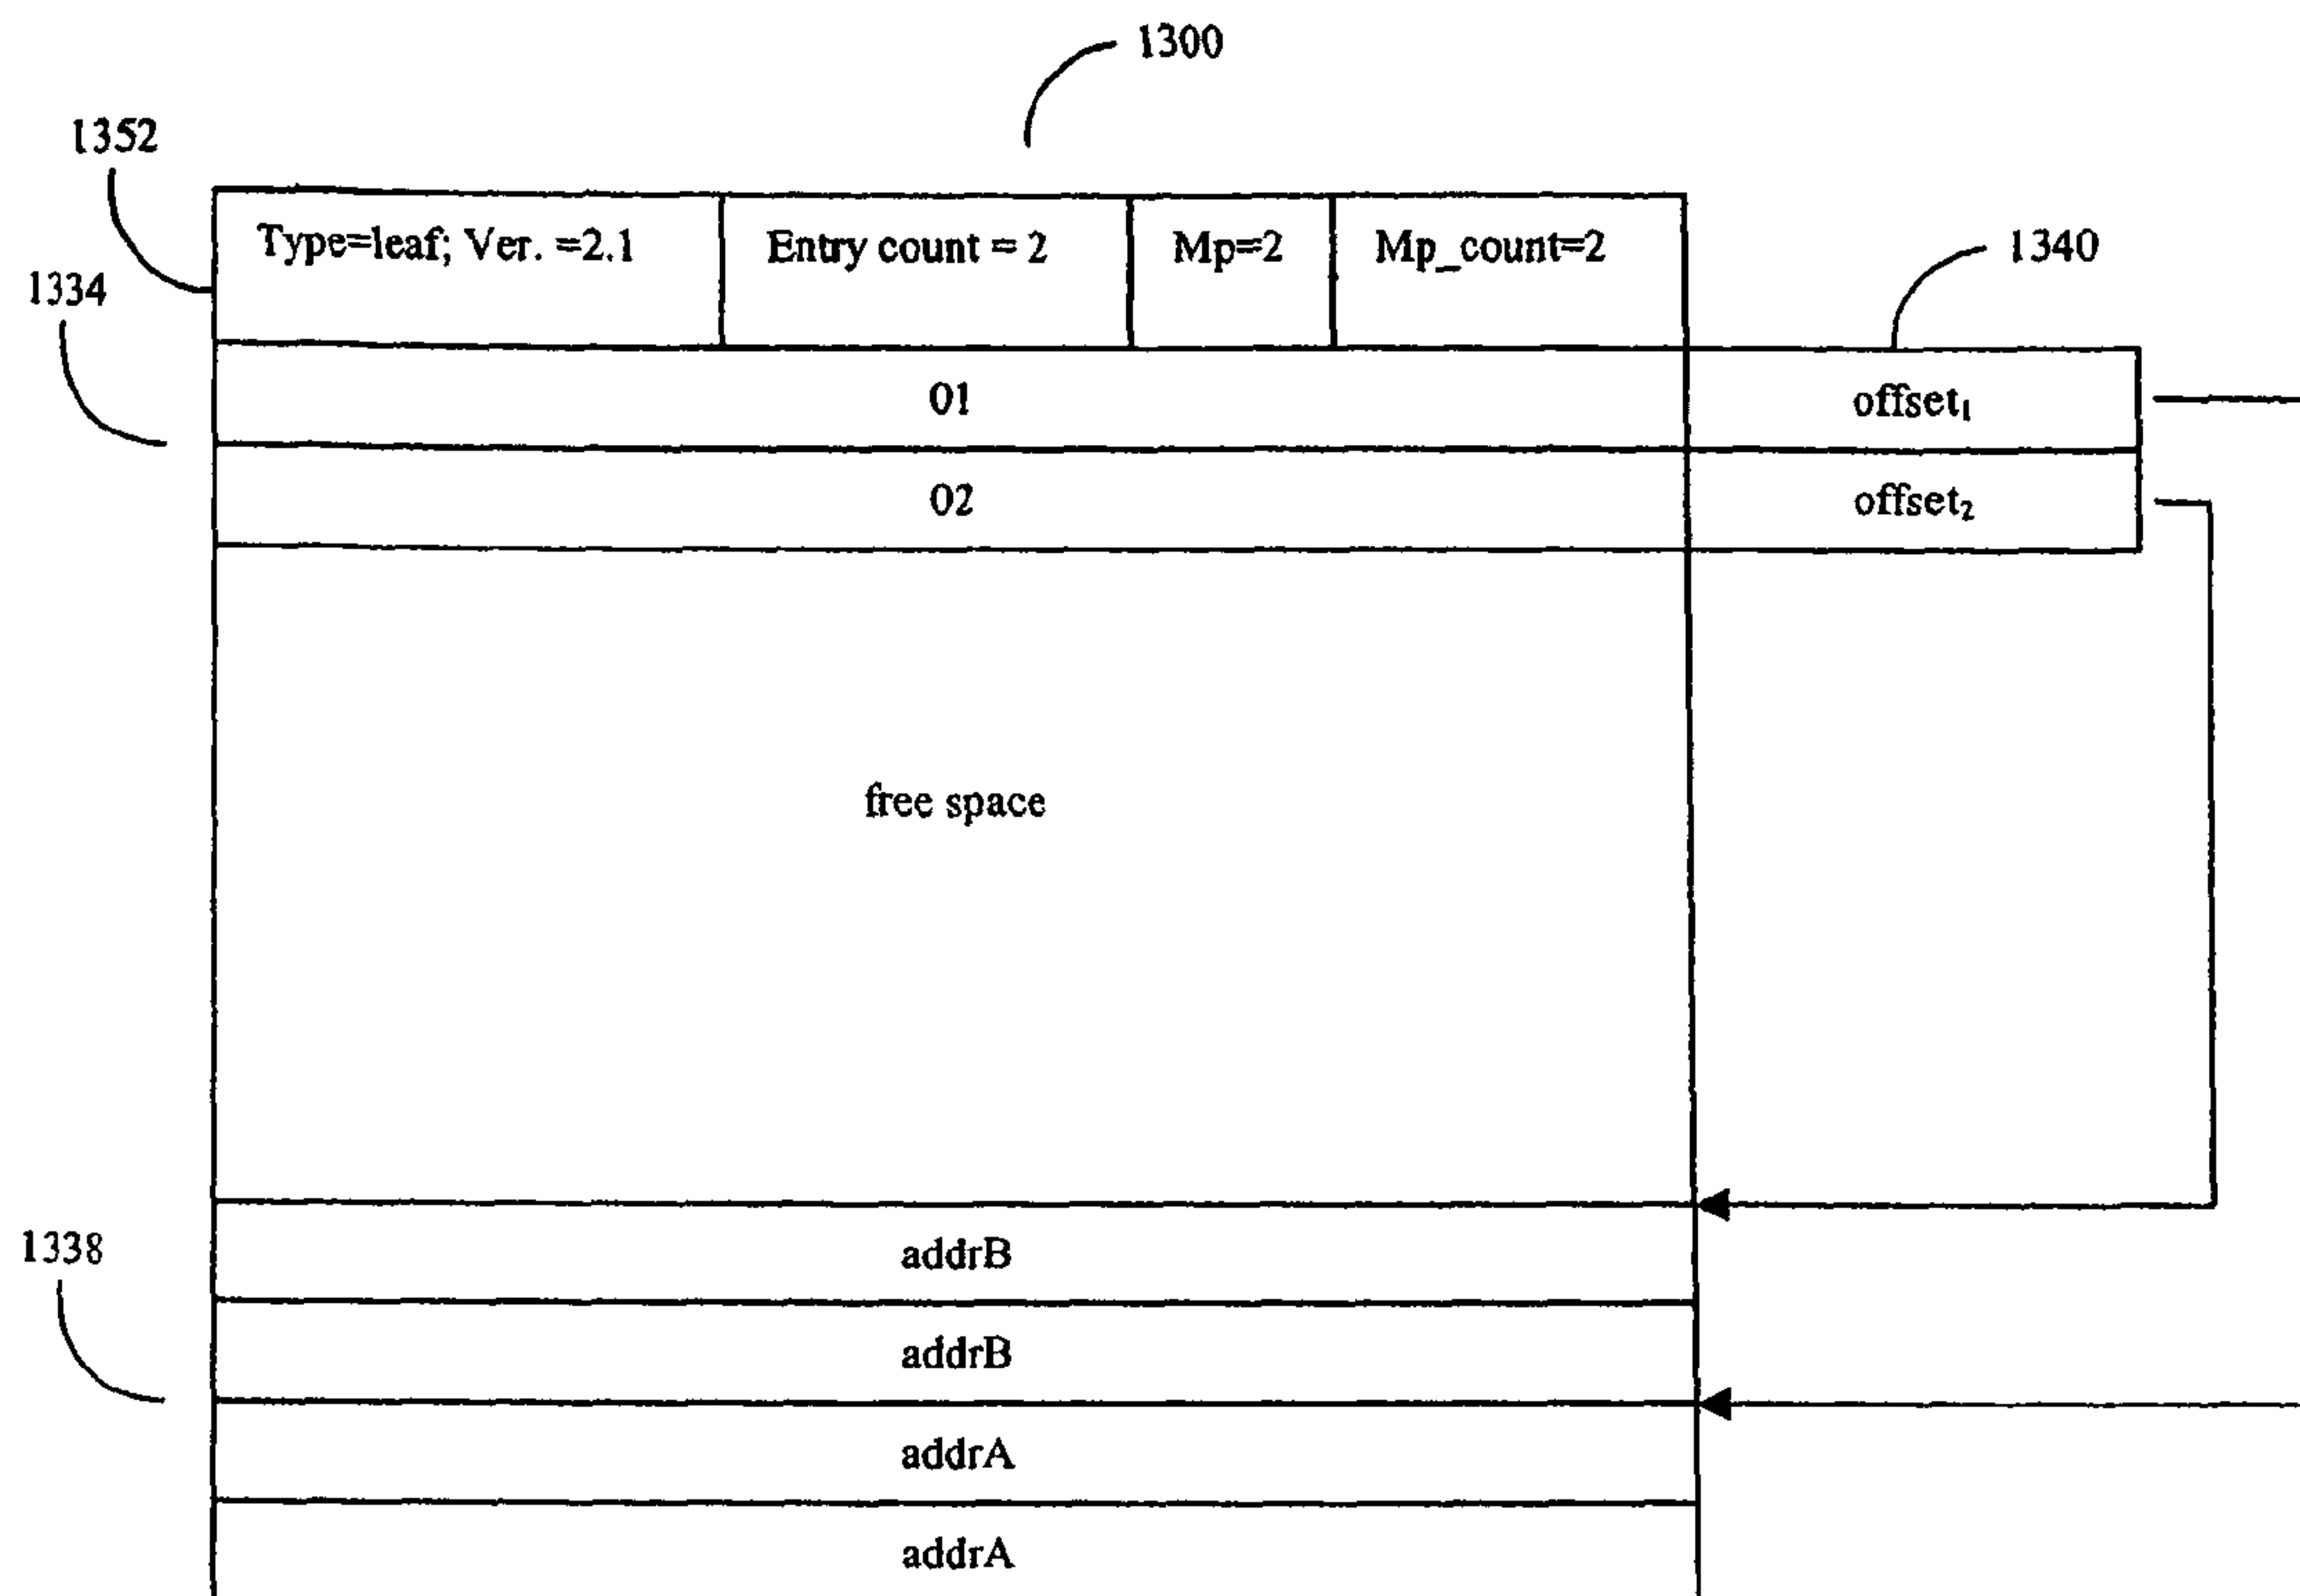 1300
1352
Type=leaf; Ver. =2.1 Entry count = 2 Mp=2 Mp_count=2
1340
1334
01 offset₁
02 offset₂
free space
addrB
1338
addrB
addrA
addrA